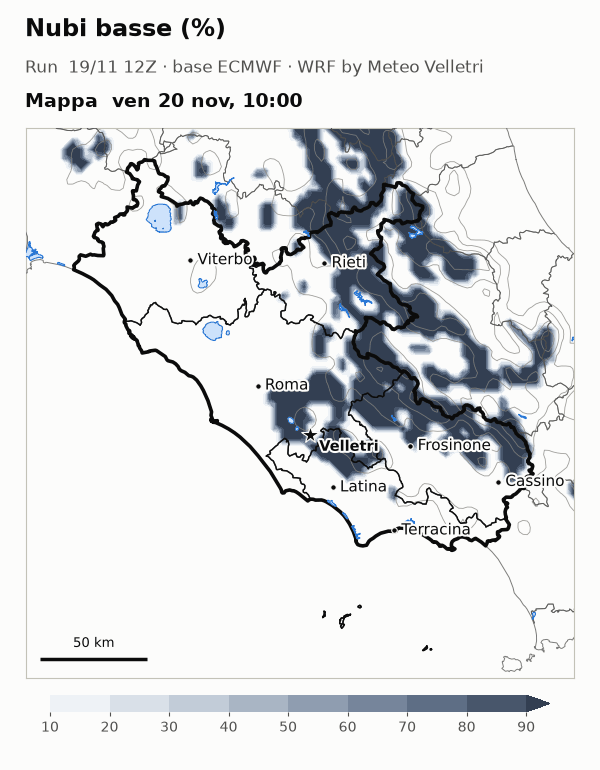 Nubi basse (%)
Run  19/11 12Z · base ECMWF · WRF by Meteo Velletri
Mappa  ven 20 nov, 10:00
Viterbo
Rieti
Roma
Velletri
Frosinone
Latina
Cassino
Terracina
50 km
10 20 30 40 50 60 70 80 90